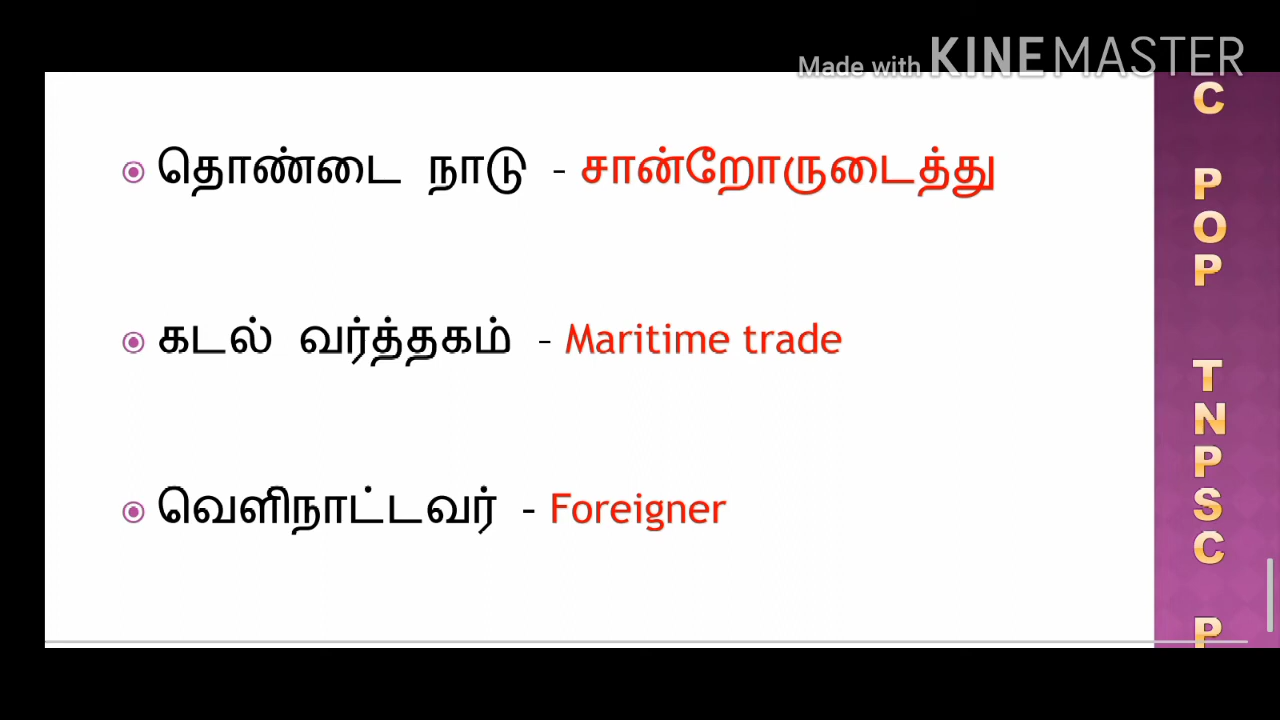 Made with KINEMASTER
தொண்டை நாடு - சான்றோருடைத்து
கடல் வர்த்தகம் - Maritime trade
வெளிநாட்டவர் - Foreigner
C POP TNPSC P